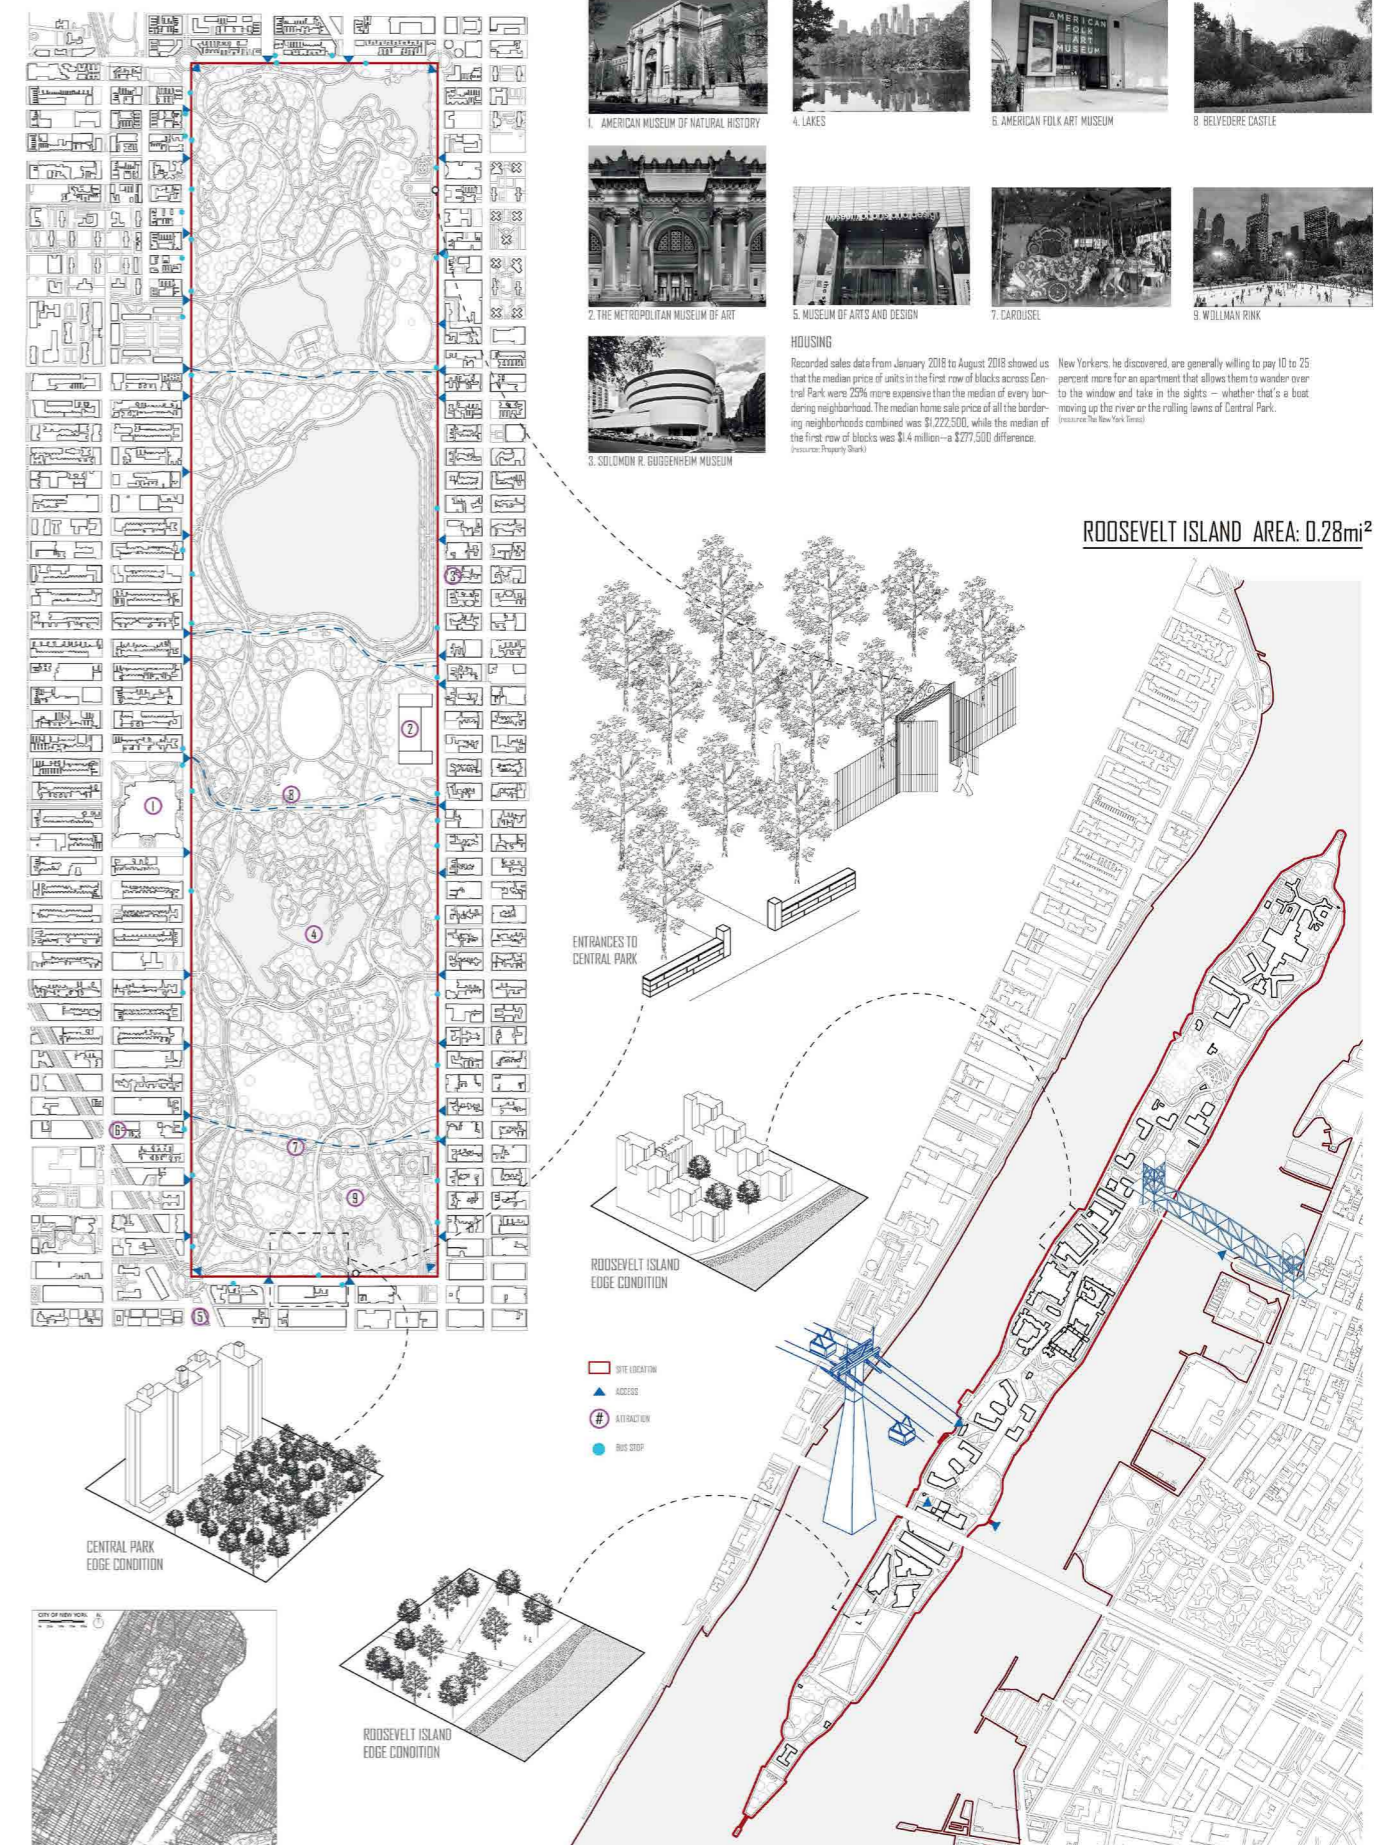 1. AMERICAN MUSEUM OF NATURAL HISTORY
4. LAKES
AMERICAN
FOLK
ART
MUSEUM
6. AMERICAN FOLK ART MUSEUM
8 BELVEDERE CASTLE
2. THE METROPOLITAN MUSEUM OF ART
5. MUSEUM OF ARTS AND DESIGN
7. CAROUSEL
9. WOLLMAN RINK
3. SOLOMON R. GUGGENHEIM MUSEUM
HOUSING
Recorded sales data from January 2018 to August 2018 showed us
that the median price of units in the first row of blocks across Cen-
tral Park were 25% more expensive than the median of every bor-
dering neighborhood. The median home sale price of all the border-
ing neighborhoods combined was $1,222,500, while the median of
the first row of blocks was $1.4 million—a $277,500 difference.
(resource: Property Shark)
New Yorkers, he discovered, are generally willing to pay 10 to 25
percent more for an apartment that allows them to wander over
to the window and take in the sights — whether that's a boat
moving up the river or the rolling lawns of Central Park.
(resource: The New York Times)
ROOSEVELT ISLAND AREA: 0.28mi²
3
2
1
8
4
6
7
9
5
ENTRANCES TO
CENTRAL PARK
ROOSEVELT ISLAND
EDGE CONDITION
SITE LOCATION
ACCESS
# ATTRACTION
BUS STOP
CENTRAL PARK
EDGE CONDITION
ROOSEVELT ISLAND
EDGE CONDITION
CITY OF NEW YORK